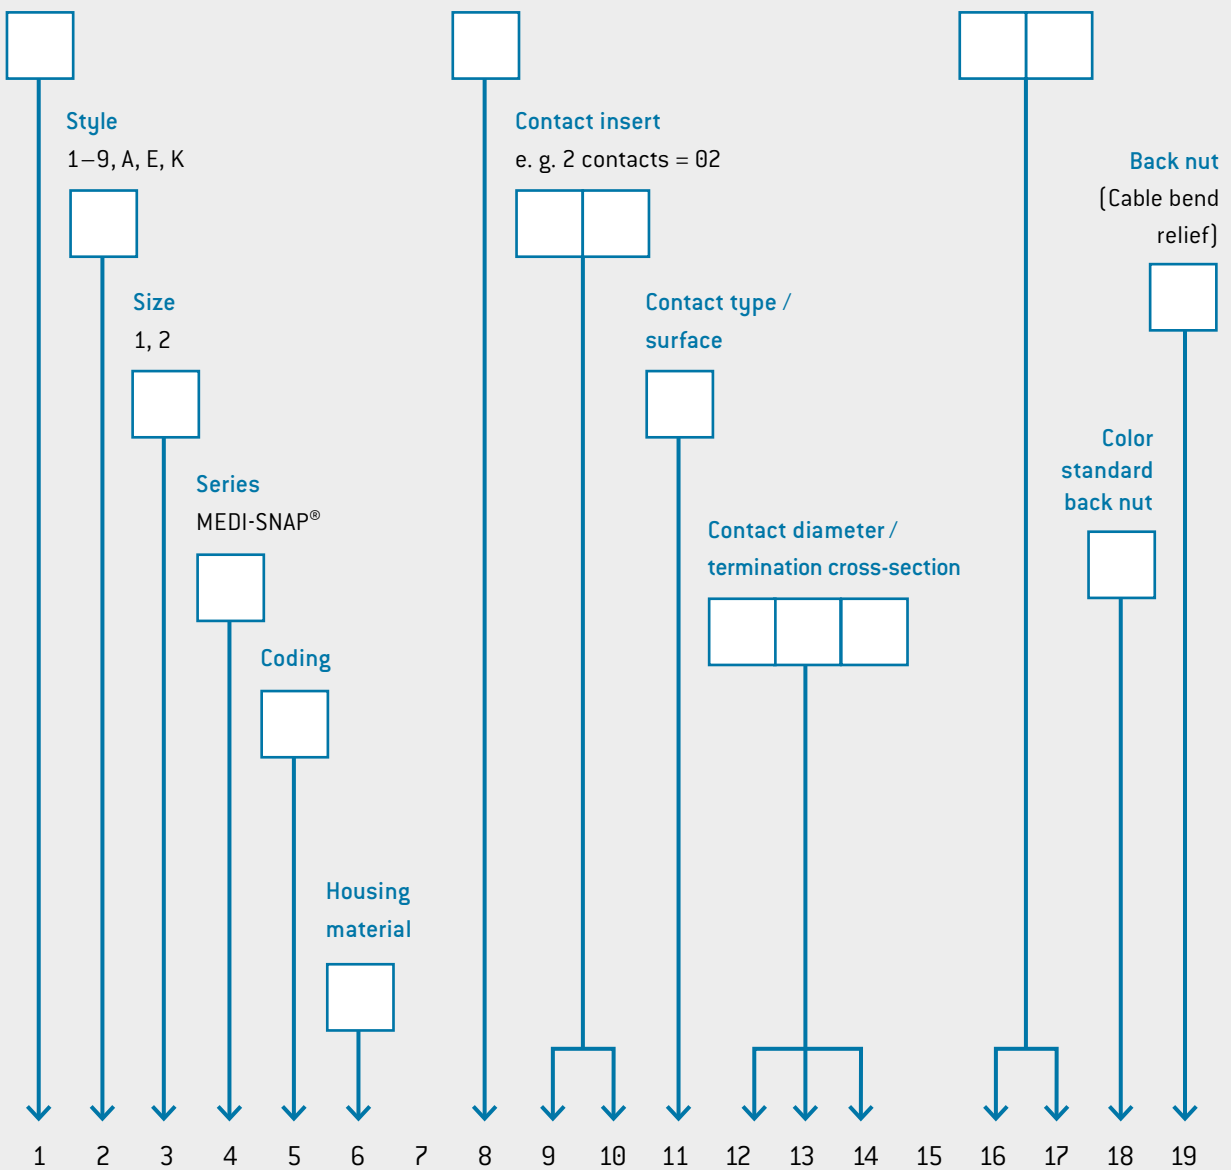 Style
1–9, A, E, K
Size
1, 2
Series
MEDI-SNAP®
Coding
Housing
material
Contact insert
e. g. 2 contacts = 02
Contact type /
surface
Contact diameter /
termination cross-section
Back nut
(Cable bend
relief)
Color
standard
back nut
1 2 3 4 5 6 7 8 9 10 11 12 13 14 15 16 17 18 19